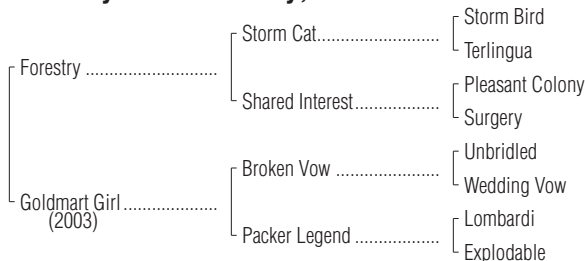 Storm Bird
Storm Cat..................
Terlingua
Forestry ..............................
Pleasant Colony
Shared Interest...................
Surgery
Unbridled
Broken Vow ..................
Wedding Vow
Goldmart Girl.....................
(2003)
Lombardi
Packer Legend ..................
Explodable